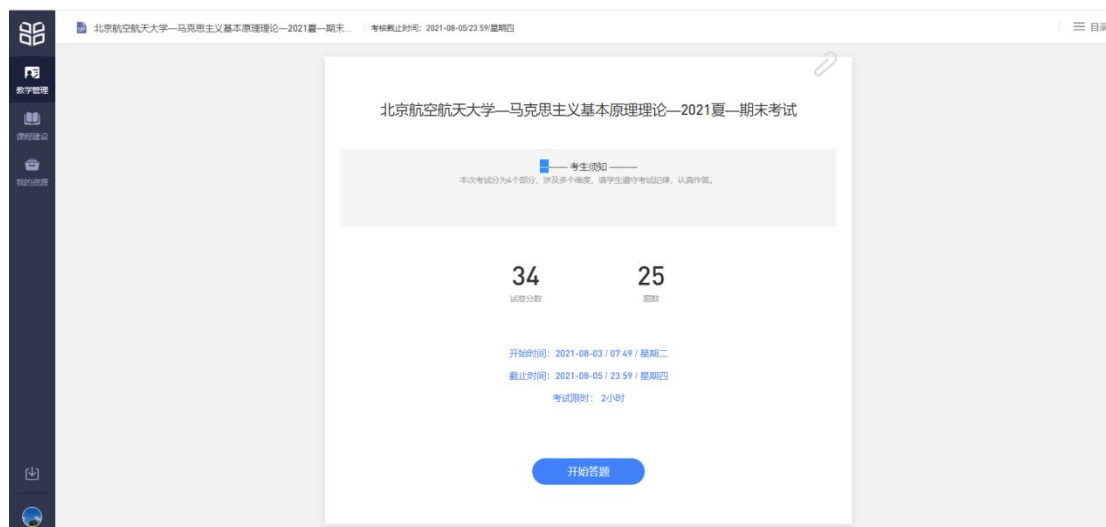 北京航空航天大学—马克思主义基本原理理论—2021夏—期末... 考核截止时间：2021-08-05/23:59/星期四
目录
教学管理
课程建设
我的资源
北京航空航天大学—马克思主义基本原理理论—2021夏—期末考试
—— 考生须知 ——
本次考试分为4个部分，涉及多个维度，请学生遵守考试纪律，认真作答。
34 25
试卷分数 题数
开始时间：2021-08-03 / 07:49 / 星期二
截止时间：2021-08-05 / 23:59 / 星期四
考试限时： 2小时
开始答题